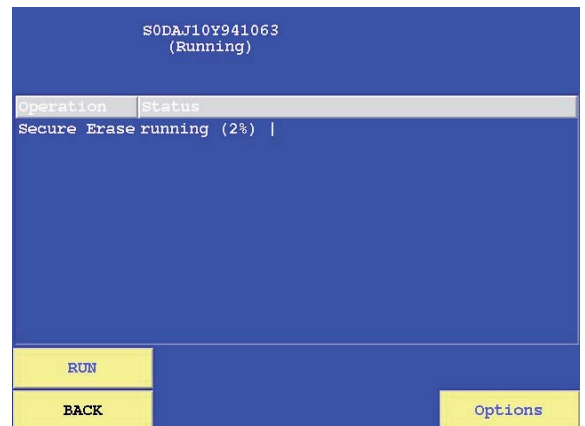 S0DAJ10Y941063
(Running)
Operation Status
Secure Erase running (2%) |
RUN
BACK Options